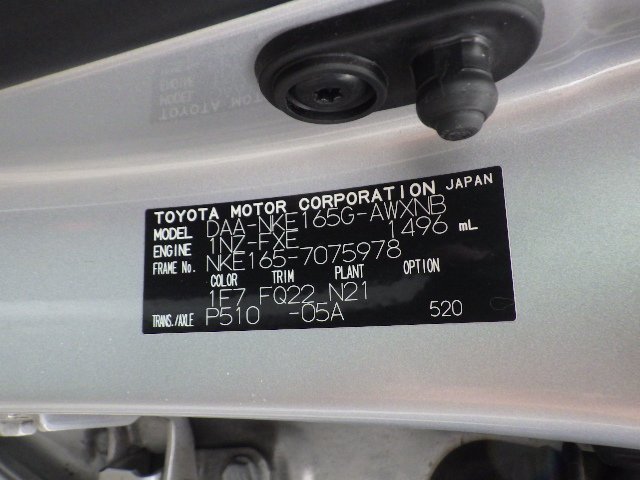 TOYOTA MOTOR CORPORATION JAPAN
MODEL DAA-NKE165G-AWXNB
ENGINE 1NZ-FXE 1496 mL
FRAME No. NKE165-7075978
COLOR TRIM PLANT OPTION
1F7 FQ22 N21
TRANS./AXLE P510 -05A 520